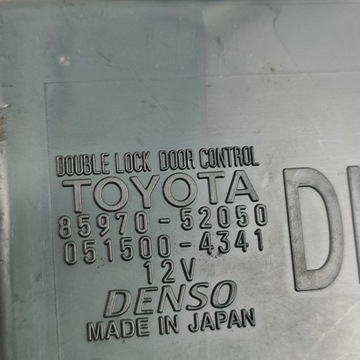 DOUBLE LOCK DOOR CONTROL
TOYOTA
85970-52050
051500-4341
12V
DENSO
MADE IN JAPAN